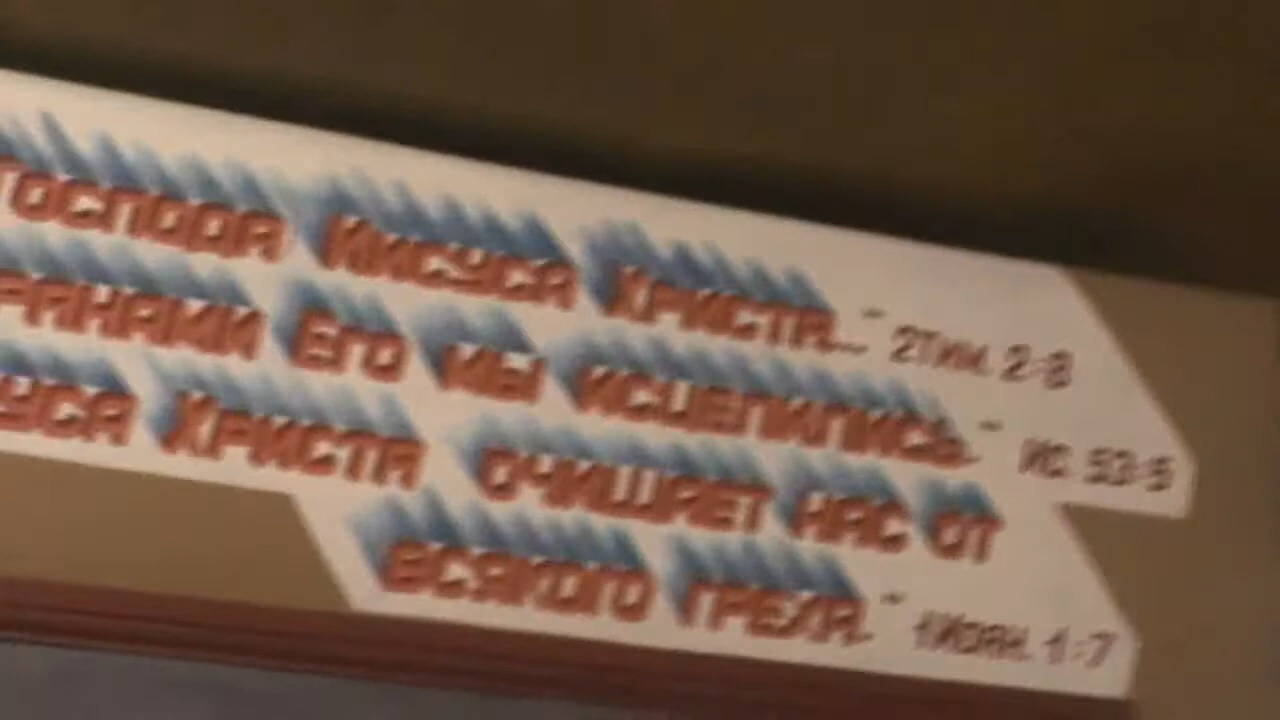 Господа Иисуса Христа..." 2Тим. 2:8
ранами Его мы исцелились." Ис 53:5
уса Христа очищает нас от
всякого греха." 1Иоан. 1:7